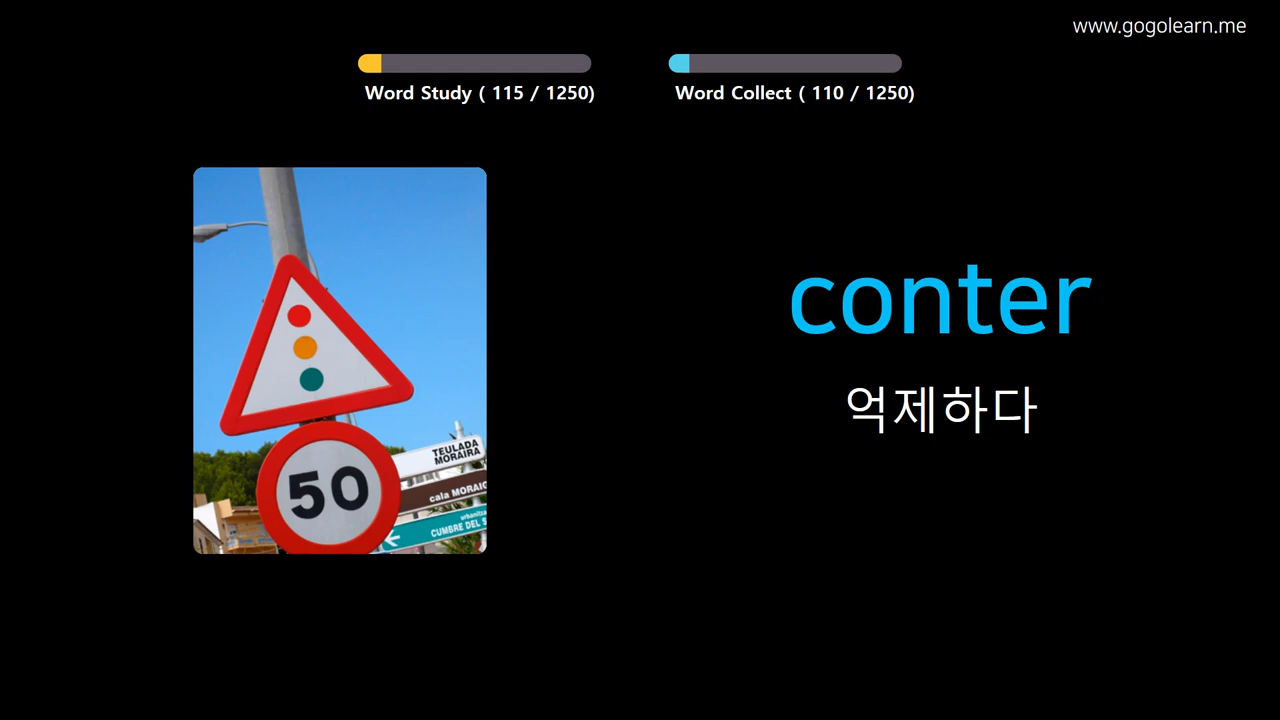 www.gogolearn.me
Word Study ( 115 / 1250)
Word Collect ( 110 / 1250)
conter
억제하다
50
TEULADA
MORAIRA
cala
urbanitza
CUMBRE DEL